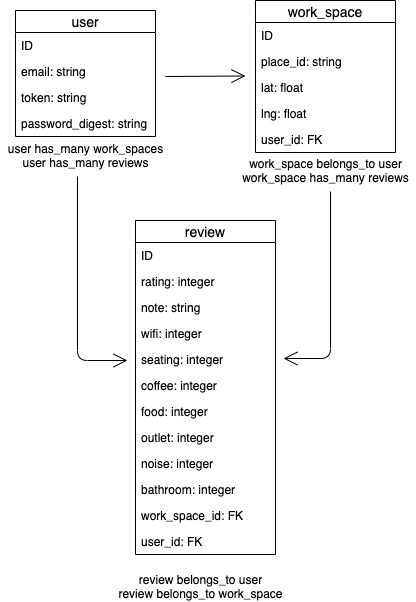 user
ID
email: string
token: string
password_digest: string
user has_many work_spaces
user has_many reviews
work_space
ID
place_id: string
lat: float
lng: float
user_id: FK
work_space belongs_to user
work_space has_many reviews
review
ID
rating: integer
note: string
wifi: integer
seating: integer
coffee: integer
food: integer
outlet: integer
noise: integer
bathroom: integer
work_space_id: FK
user_id: FK
review belongs_to user
review belongs_to work_space